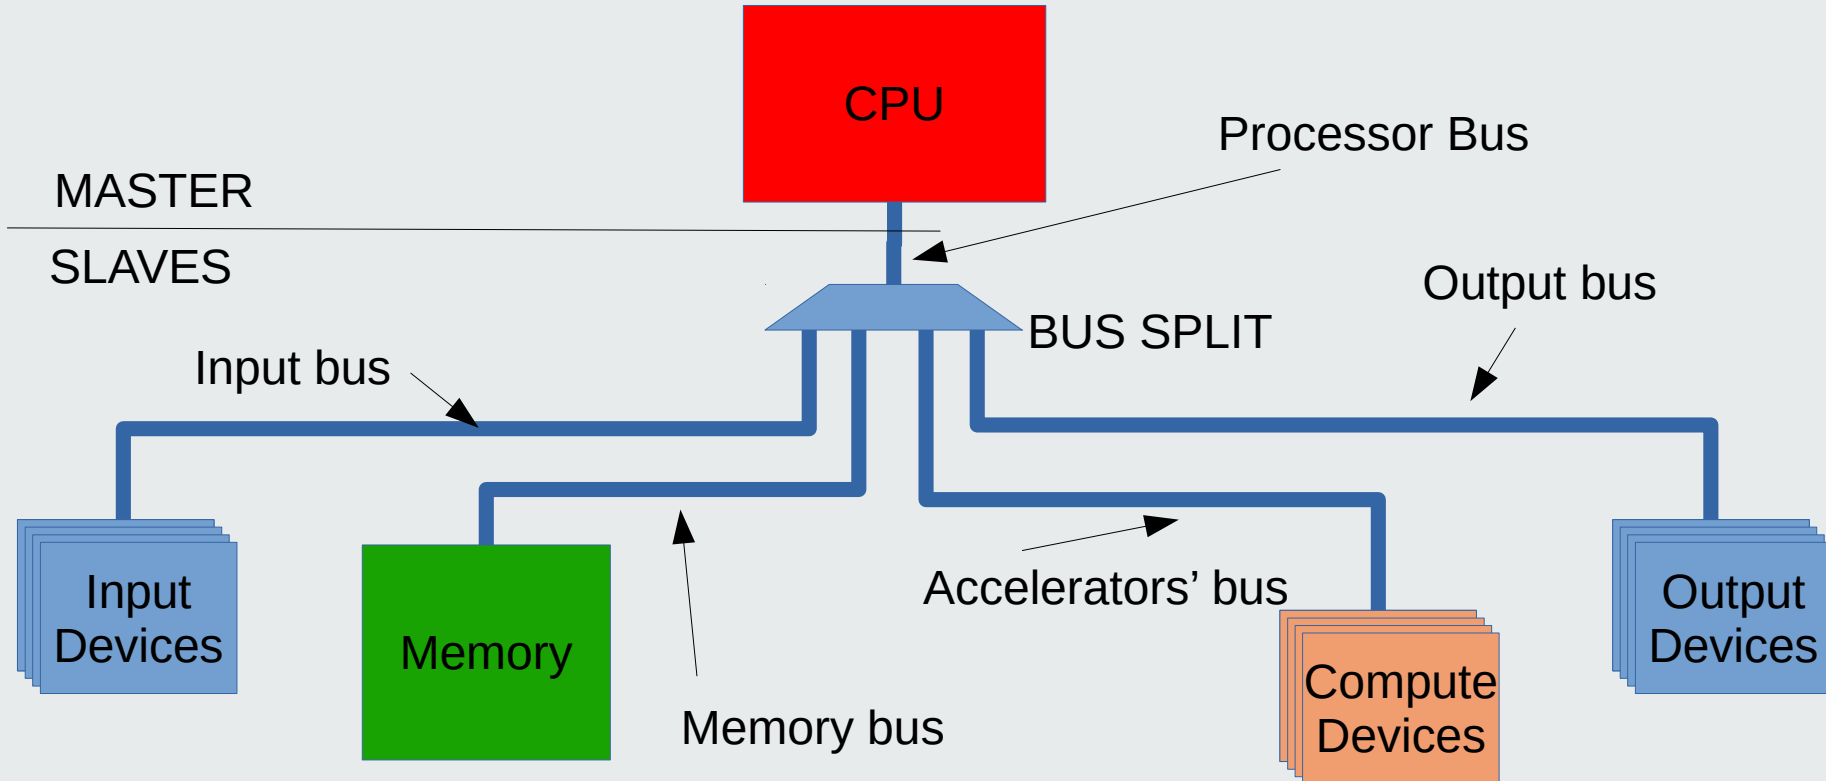 CPU
Processor Bus
MASTER
SLAVES
Output bus
BUS SPLIT
Input bus
Input
Devices
Memory
Accelerators’ bus
Output
Devices
Compute
Devices
Memory bus